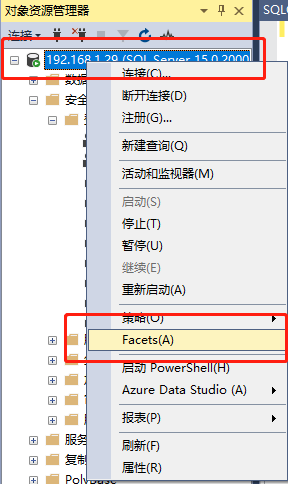 对象资源管理器
SQLC
连接
192.168.1.29 (SQL Server 15.0.2000
数据
安全
连接(C)...
断开连接(D)
注册(G)...
新建查询(Q)
活动和监视器(M)
启动(S)
停止(T)
暂停(U)
继续(E)
重新启动(A)
策略(O)
Facets(A)
启动 PowerShell(H)
Azure Data Studio (A)
报表(P)
刷新(F)
属性(R)
服务
复制
PolyBase